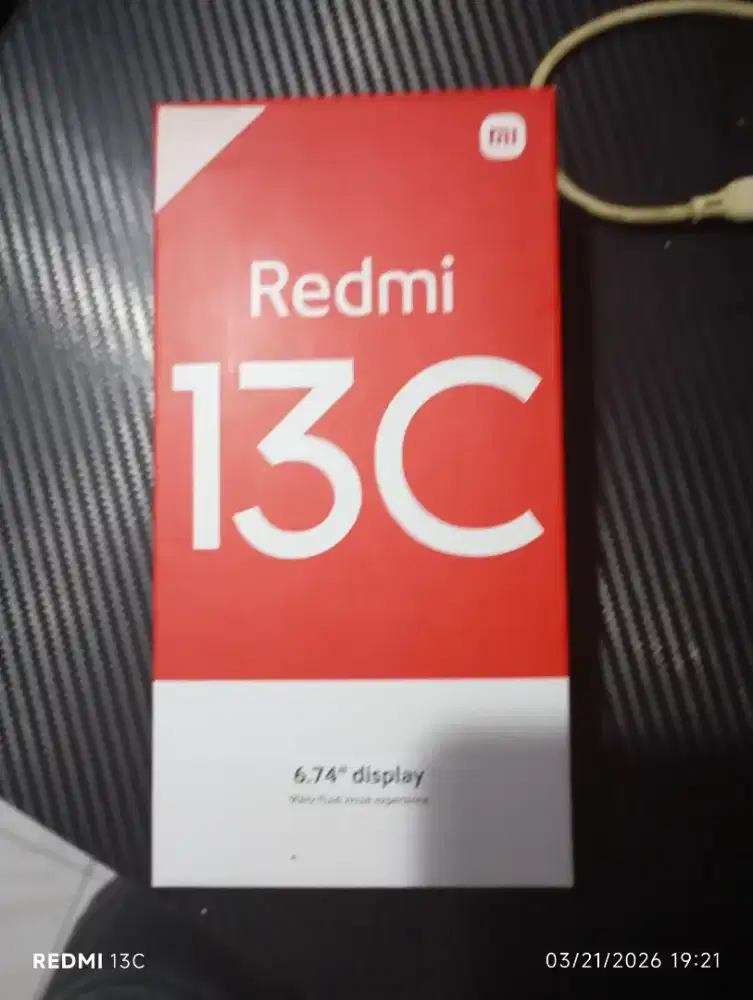 mi
Redmi
13C
6.74" display
REDMI 13C
03/21/2026 19:21